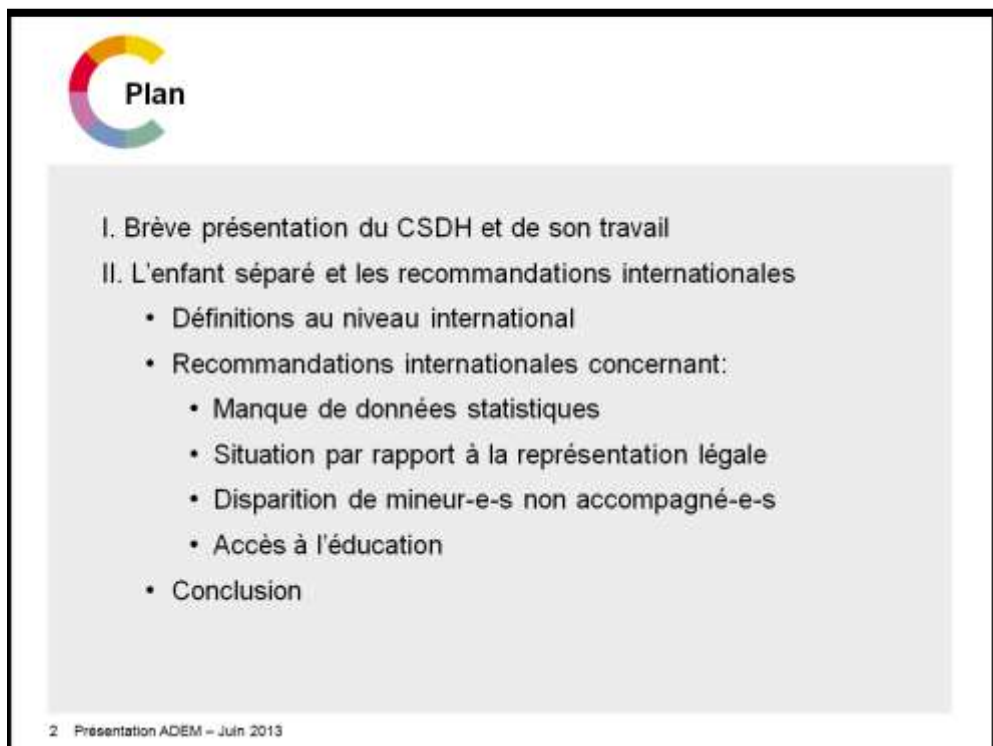 Plan
I. Brève présentation du CSDH et de son travail
II. L'enfant séparé et les recommandations internationales
• Définitions au niveau international
• Recommandations internationales concernant:
• Manque de données statistiques
• Situation par rapport à la représentation légale
• Disparition de mineur-e-s non accompagné-e-s
• Accès à l'éducation
• Conclusion
2 Présentation ADEM – Juin 2013